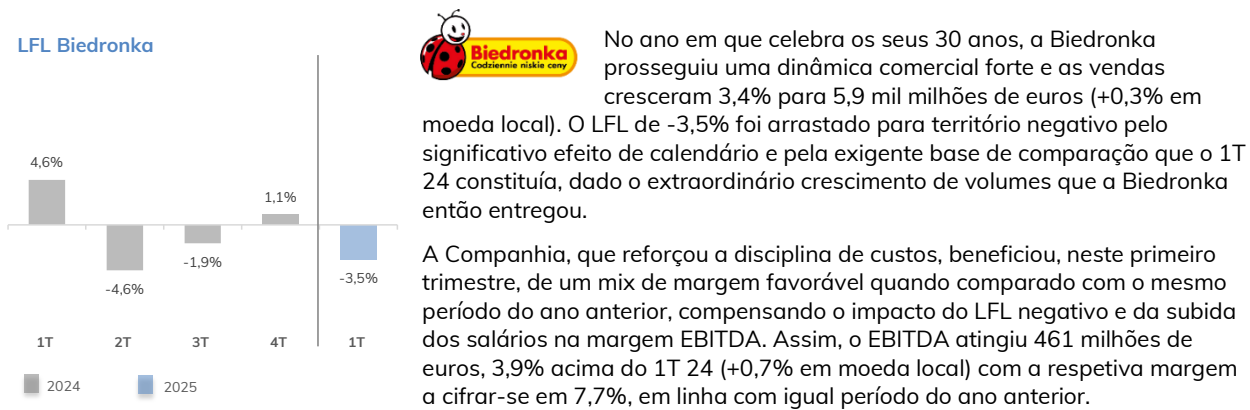 LFL Biedronka
4,6%
-4,6%
-1,9%
1,1%
-3,5%
1T
2T
3T
4T
1T
2024
2025
Biedronka
Codziennie niskie ceny
No ano em que celebra os seus 30 anos, a Biedronka
prosseguiu uma dinâmica comercial forte e as vendas
cresceram 3,4% para 5,9 mil milhões de euros (+0,3% em
moeda local). O LFL de -3,5% foi arrastado para território negativo pelo
significativo efeito de calendário e pela exigente base de comparação que o 1T
24 constituía, dado o extraordinário crescimento de volumes que a Biedronka
então entregou.
A Companhia, que reforçou a disciplina de custos, beneficiou, neste primeiro
trimestre, de um mix de margem favorável quando comparado com o mesmo
período do ano anterior, compensando o impacto do LFL negativo e da subida
dos salários na margem EBITDA. Assim, o EBITDA atingiu 461 milhões de
euros, 3,9% acima do 1T 24 (+0,7% em moeda local) com a respetiva margem
a cifrar-se em 7,7%, em linha com igual período do ano anterior.